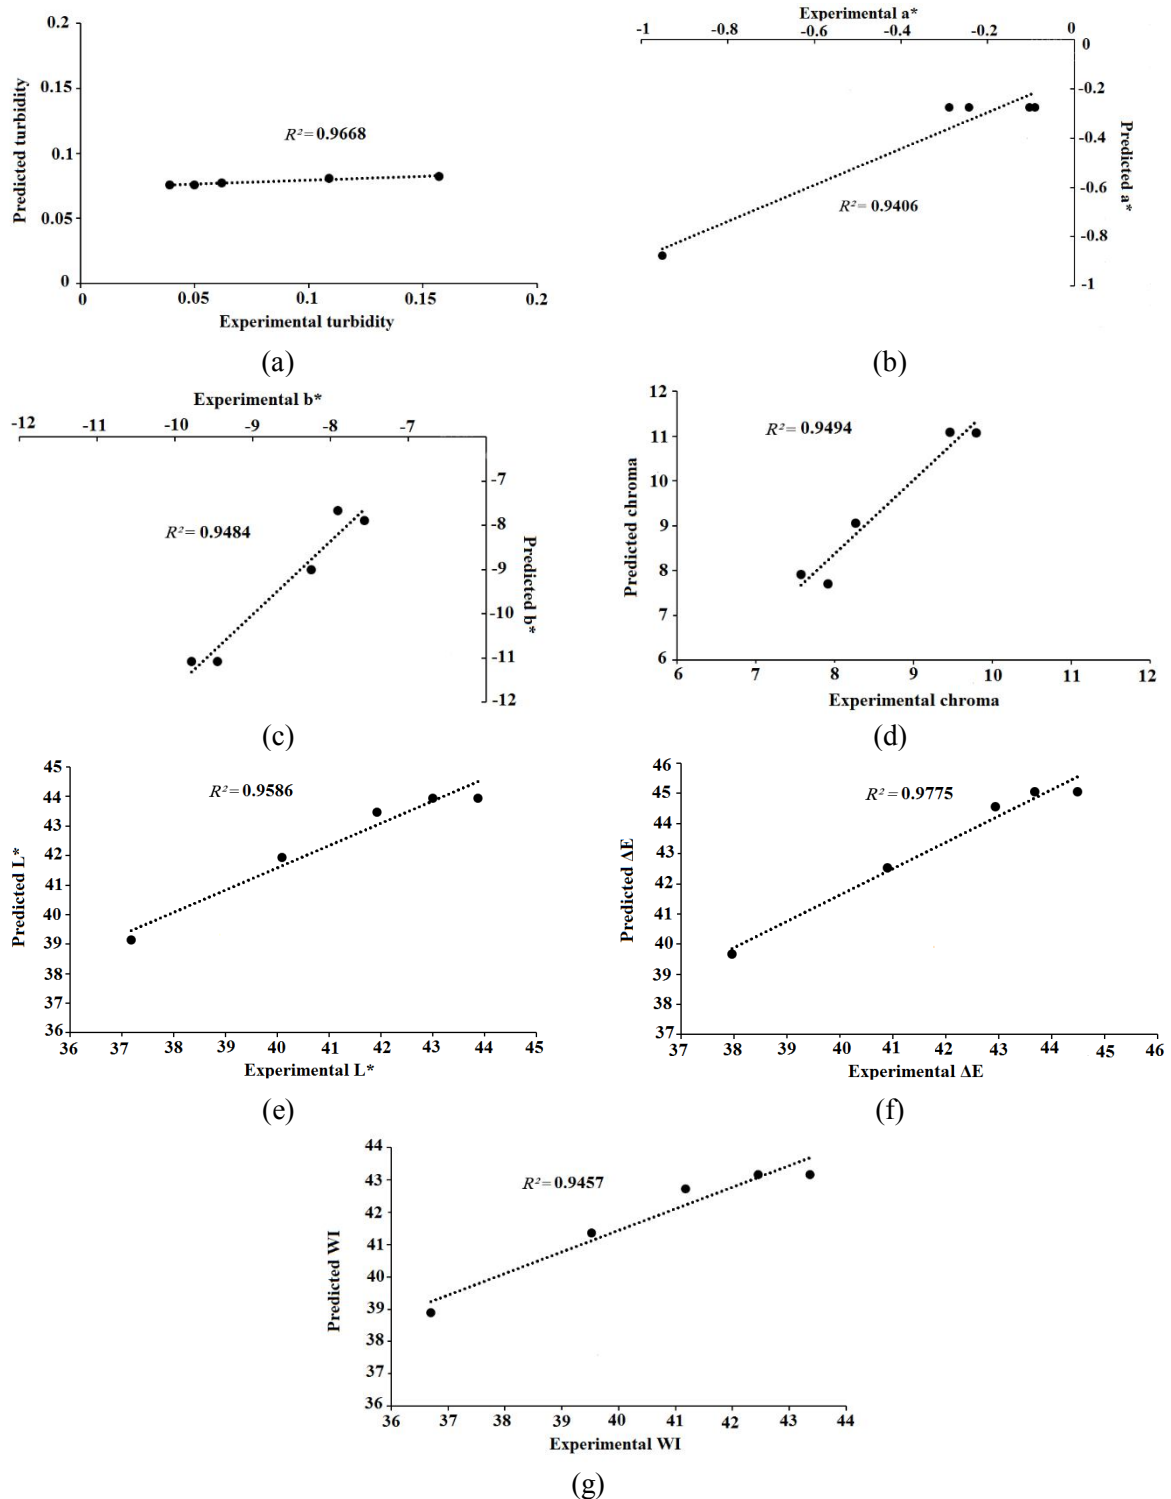 0.2
0.15
0.1
0.05
0
Predicted turbidity
R² = 0.9668
0 0.05 0.1 0.15 0.2
Experimental turbidity
(a)
Experimental a*
-1 -0.8 -0.6 -0.4 -0.2 0
0
-0.2
-0.4
-0.6
-0.8
-1
Predicted a*
R² = 0.9406
(b)
Experimental b*
-12 -11 -10 -9 -8 -7
-7
-8
-9
-10
-11
-12
Predicted b*
R² = 0.9484
(c)
12
11
10
9
8
7
6
Predicted chroma
R² = 0.9494
6 7 8 9 10 11 12
Experimental chroma
(d)
45
44
43
42
41
40
39
38
37
36
Predicted L*
R² = 0.9586
36 37 38 39 40 41 42 43 44 45
Experimental L*
(e)
46
45
44
43
42
41
40
39
38
37
Predicted ΔE
R² = 0.9775
37 38 39 40 41 42 43 44 45 46
Experimental ΔE
(f)
44
43
42
41
40
39
38
37
36
Predicted WI
R² = 0.9457
36 37 38 39 40 41 42 43 44
Experimental WI
(g)